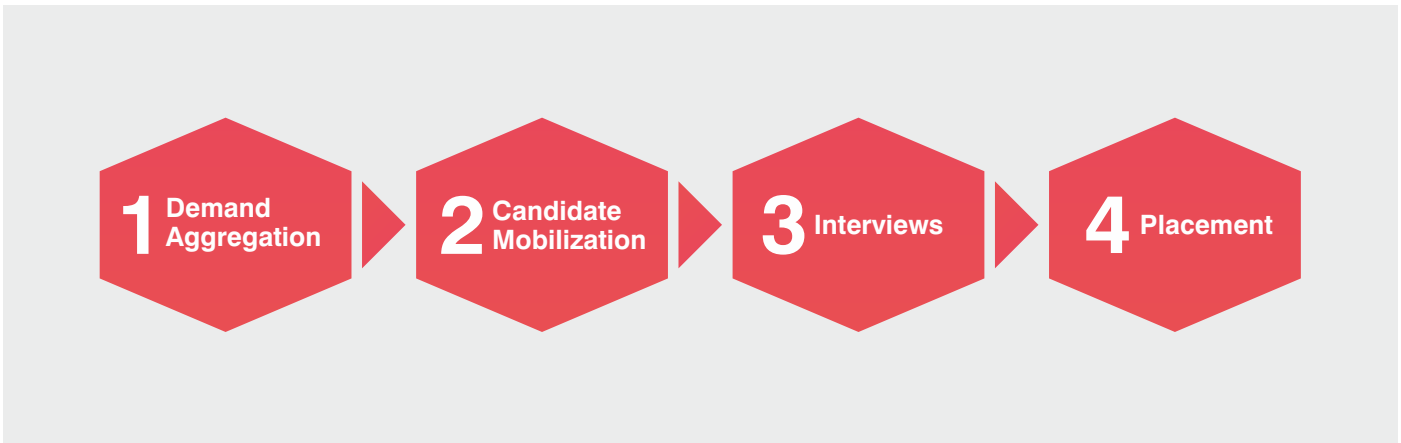 1 Demand
Aggregation
2 Candidate
Mobilization
3 Interviews
4 Placement